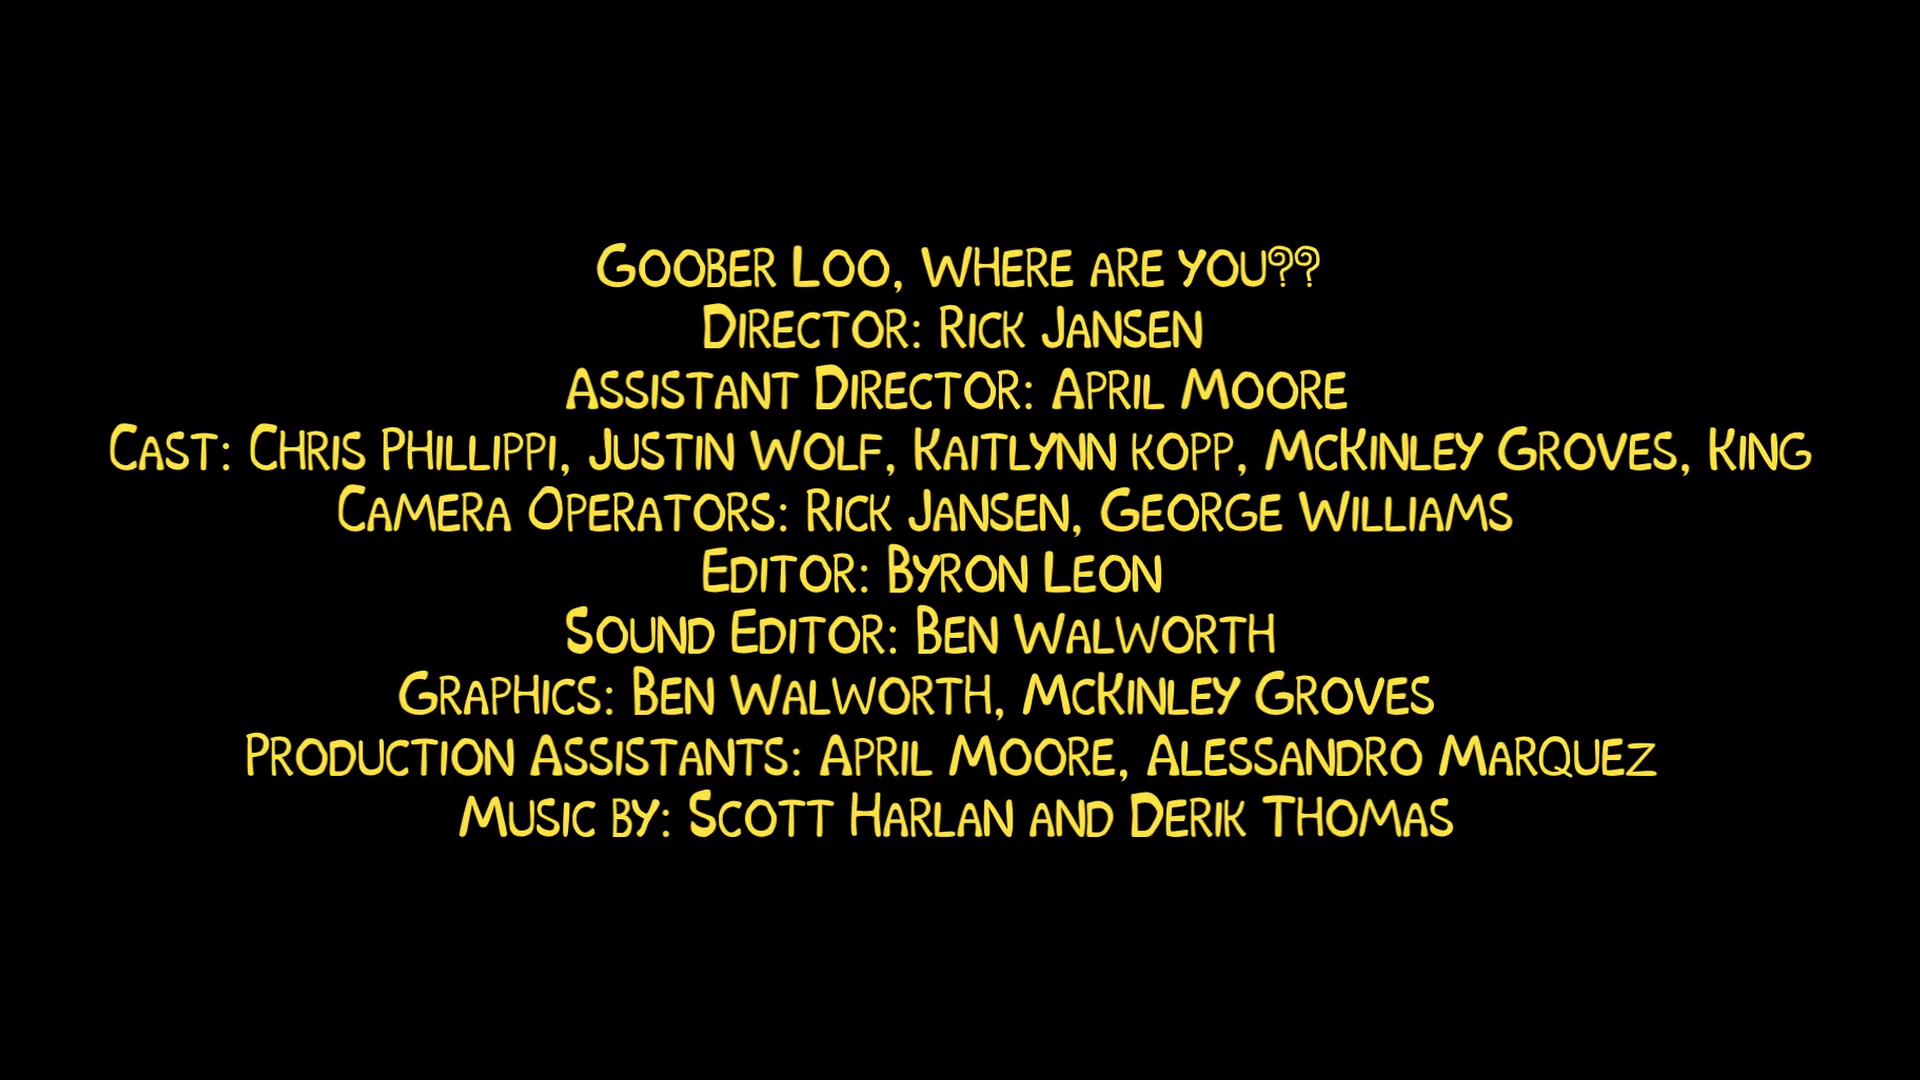 Goober Loo, Where are you??
Director: Rick Jansen
Assistant Director: April Moore
Cast: Chris Phillippi, Justin Wolf, Kaitlynn kopp, McKinley Groves, King
Camera Operators: Rick Jansen, George Williams
Editor: Byron Leon
Sound Editor: Ben Walworth
Graphics: Ben Walworth, McKinley Groves
Production Assistants: April Moore, Alessandro Marquez
Music by: Scott Harlan and Derik Thomas